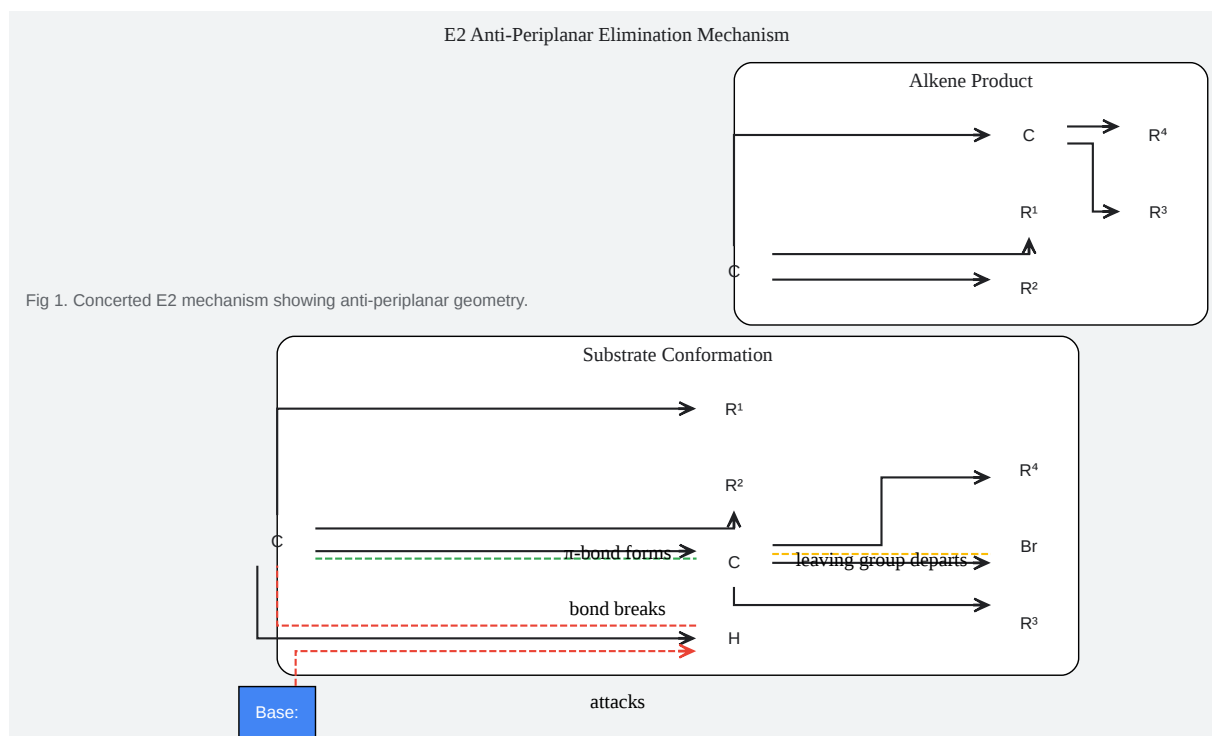 E2 Anti-Periplanar Elimination Mechanism
Alkene Product
C
R⁴
R¹
R³
C
R²
Fig 1. Concerted E2 mechanism showing anti-periplanar geometry.
Substrate Conformation
R¹
R⁴
R²
C
π-bond forms
C
leaving group departs
Br
bond breaks
R³
H
attacks
Base: